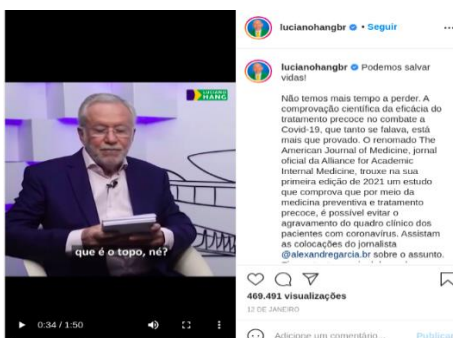 LUCIANO
HANG
que é o topo, né?
0:34 / 1:50
lucianohangbr • Seguir
lucianohangbr Podemos salvar
vidas!
Não temos mais tempo a perder. A
comprovação científica da eficácia do
tratamento precoce no combate a
Covid-19, que tanto se falava, está
mais que provado. O renomado The
American Journal of Medicine, jornal
oficial da Alliance for Academic
Internal Medicine, trouxe na sua
primeira edição de 2021 um estudo
que comprova que por meio da
medicina preventiva e tratamento
precoce, é possível evitar o
agravamento do quadro clínico dos
pacientes com coronavírus. Assistam
as colocações do jornalista
@alexandregarcia.br sobre o assunto.
469.491 visualizações
12 DE JANEIRO
Adicione um comentário... Publicar